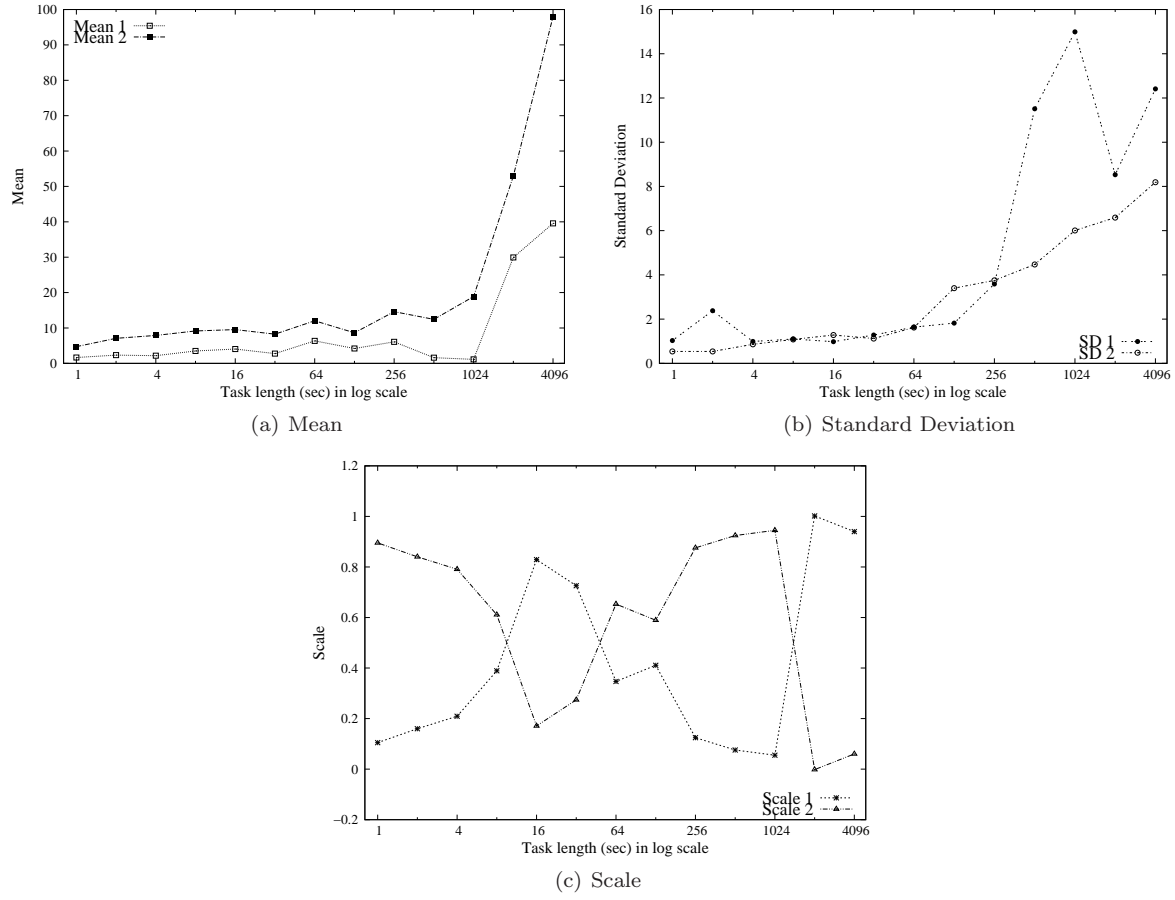 100
90
80
70
60
50
40
30
20
10
0
Mean
Mean 1
Mean 2
1 4 16 64 256 1024 4096
Task length (sec) in log scale
(a) Mean
16
14
12
10
8
6
4
2
0
Standard Deviation
SD 1
SD 2
1 4 16 64 256 1024 4096
Task length (sec) in log scale
(b) Standard Deviation
1.2
1
0.8
0.6
0.4
0.2
0
−0.2
Scale
Scale 1
Scale 2
1 4 16 64 256 1024 4096
Task length (sec) in log scale
(c) Scale